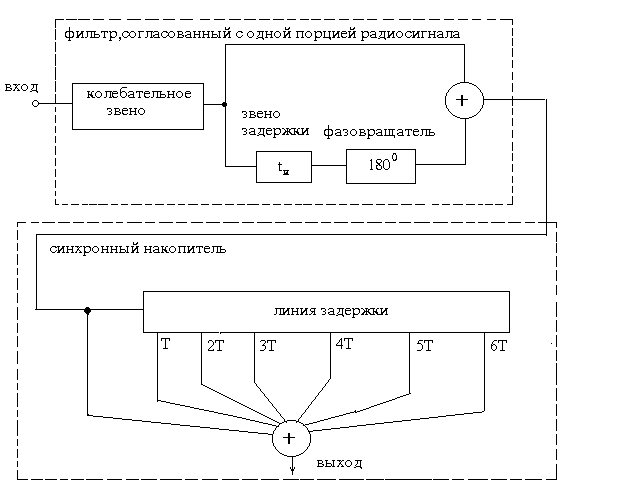 фильтр,согласованный с одной порцией радиосигнала
вход
колебательное
звено
звено
задержки
фазовращатель
+
tи
180⁰
синхронный накопитель
линия задержки
T
2T
3T
4T
5T
6T
+
выход